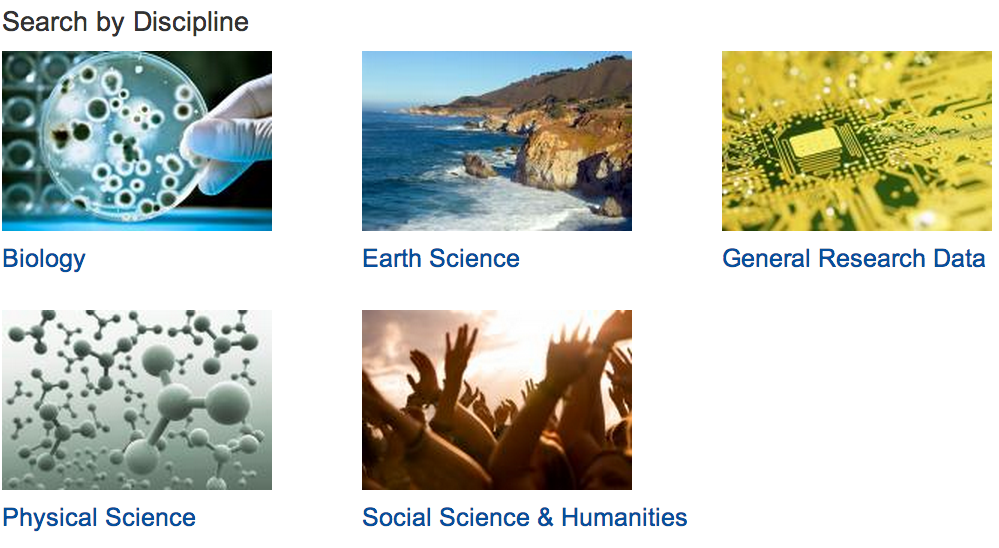 Search by Discipline
Biology
Earth Science
General Research Data
Physical Science
Social Science & Humanities